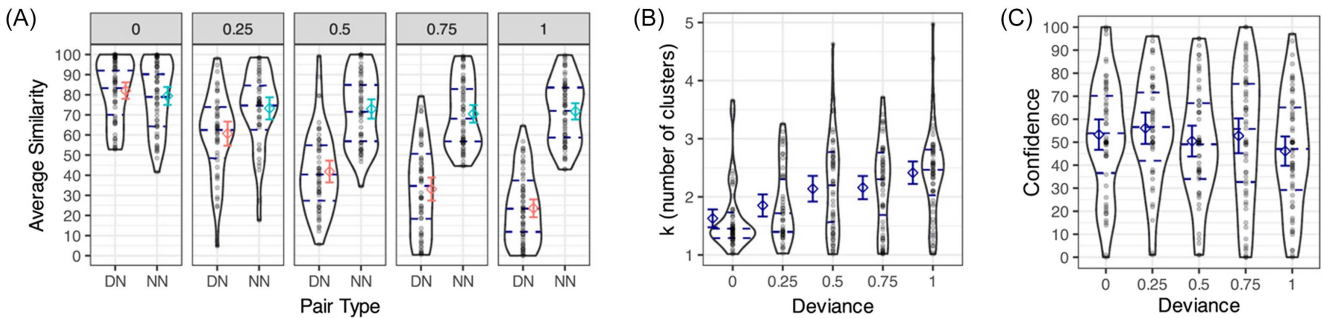 (A)
0 0.25 0.5 0.75 1
Average Similarity
100
90
80
70
60
50
40
30
20
10
0
DN NN DN NN DN NN DN NN DN NN
Pair Type
(B)
k (number of clusters)
5
4
3
2
1
0 0.25 0.5 0.75 1
Deviance
(C)
Confidence
100
90
80
70
60
50
40
30
20
10
0
0 0.25 0.5 0.75 1
Deviance